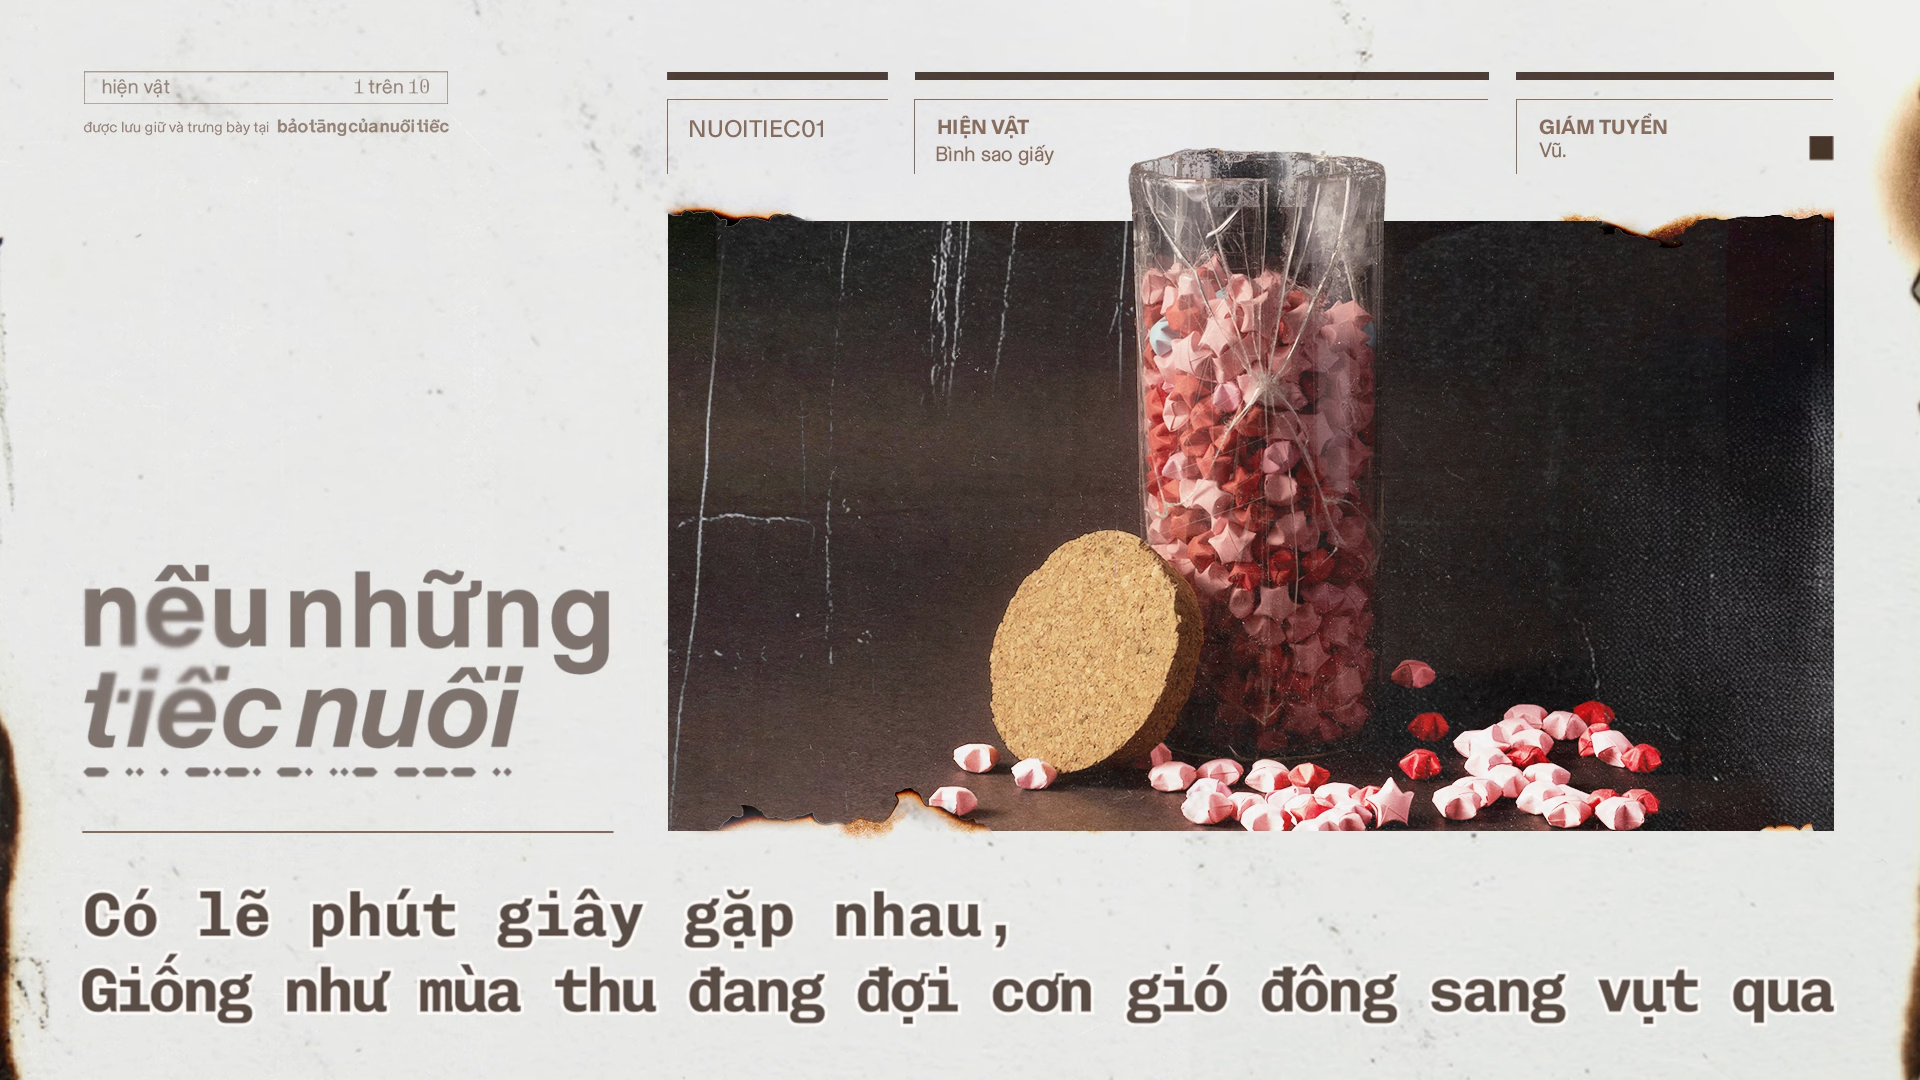 hiện vật 1 trên 10
được lưu giữ và trưng bày tại bảotàngcủanuốitiếc
NUOITIEC01
HIỆN VẬT
Bình sao giấy
GIÁM TUYỂN
Vũ.
nếu những
tiếc nuối
Có lẽ phút giây gặp nhau,
Giống như mùa thu đang đợi cơn gió đông sang vụt qua